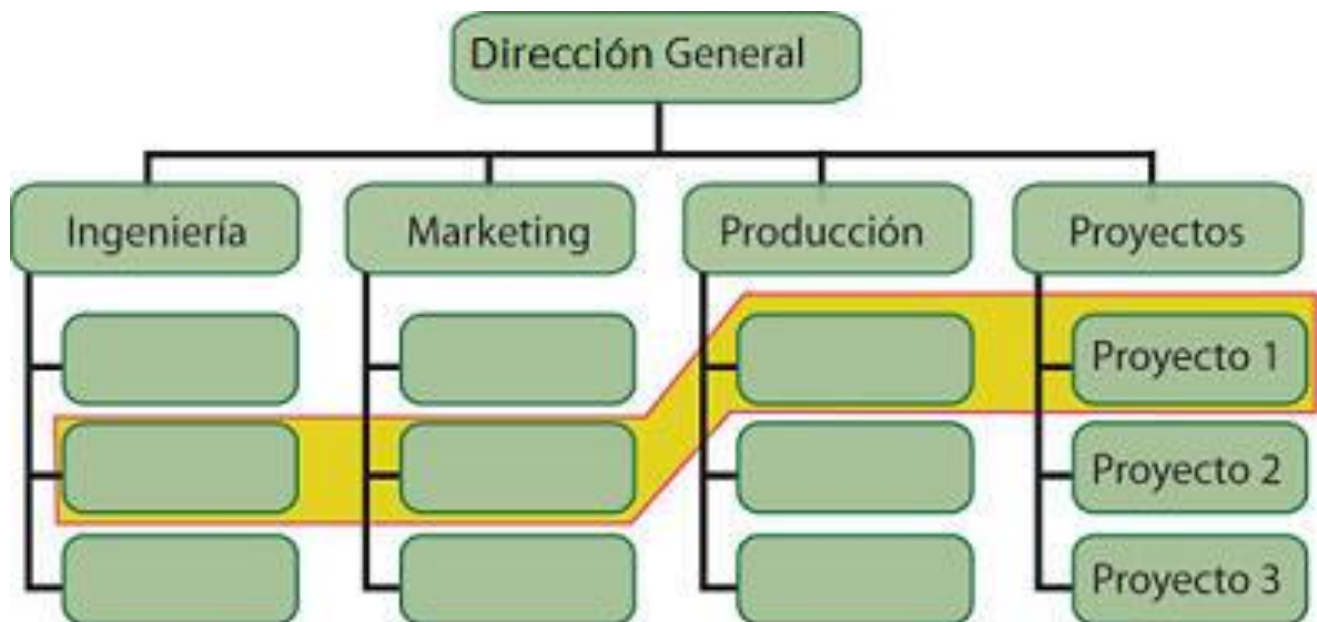 Dirección General
Ingeniería
Marketing
Producción
Proyectos
Proyecto 1
Proyecto 2
Proyecto 3